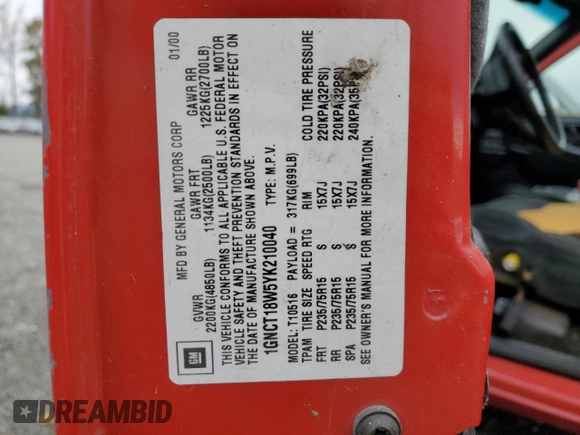 MFD BY GENERAL MOTORS CORP 01/00
GVWR GAWR FRT GAWR RR
2200KG(4850LB) 1134KG(2500LB) 1225KG(2700LB)
THIS VEHICLE CONFORMS TO ALL APPLICABLE U.S. FEDERAL MOTOR
VEHICLE SAFETY AND THEFT PREVENTION STANDARDS IN EFFECT ON
THE DATE OF MANUFACTURE SHOWN ABOVE.
1GNCT18W5YK210040 TYPE: M.P.V.
MODEL: T10516 PAYLOAD = 317KG(699LB)
TPAM TIRE SIZE SPEED RTG RIM COLD TIRE PRESSURE
FRT P235/75R15 S 15X7J 220KPA(32PSI)
RR P235/75R15 S 15X7J 220KPA(32PSI)
SPA P235/75R15 S 15X7J 240KPA(35PSI)
SEE OWNER'S MANUAL FOR MORE INFORMATION.
GM
DREAMBID